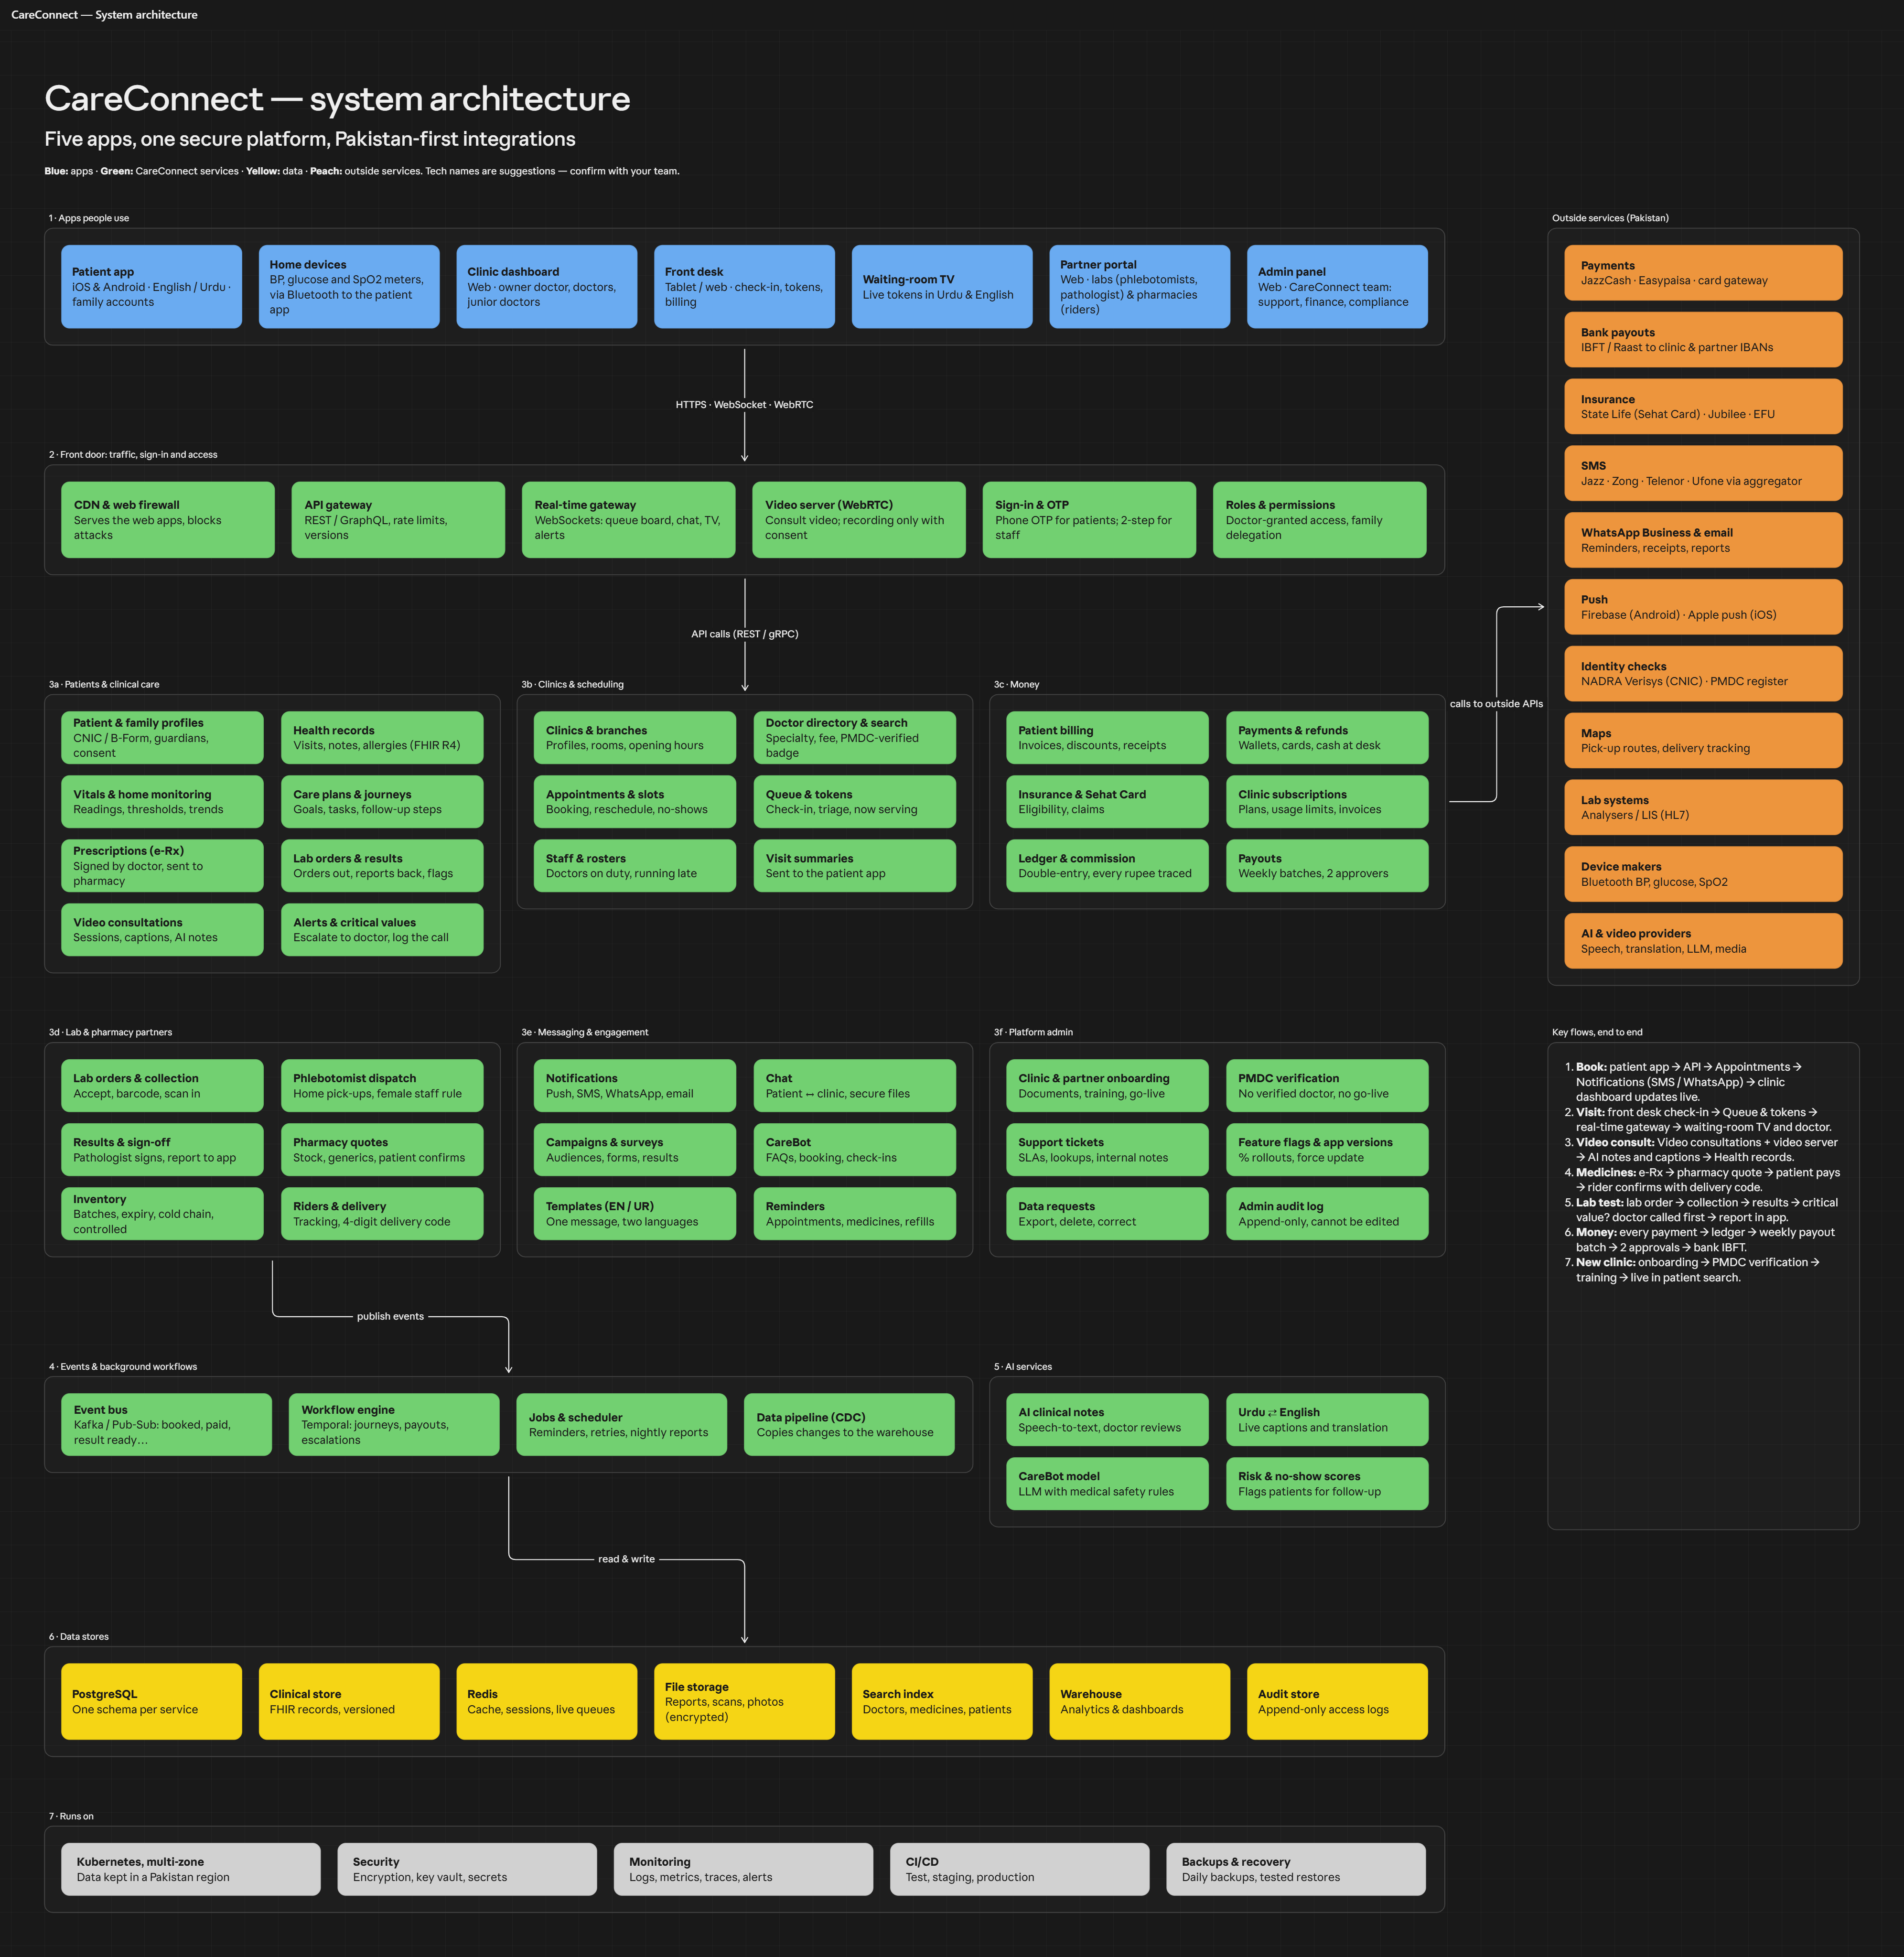 CareConnect — System architecture
CareConnect — system architecture
Five apps, one secure platform, Pakistan-first integrations
Blue: apps · Green: CareConnect services · Yellow: data · Peach: outside services. Tech names are suggestions — confirm with your team.
1 · Apps people use
Patient app
iOS & Android · English / Urdu ·
family accounts
Home devices
BP, glucose and SpO2 meters,
via Bluetooth to the patient
app
Clinic dashboard
Web · owner doctor, doctors,
junior doctors
Front desk
Tablet / web · check-in, tokens,
billing
Waiting-room TV
Live tokens in Urdu & English
Partner portal
Web · labs (phlebotomists,
pathologist) & pharmacies
(riders)
Admin panel
Web · CareConnect team:
support, finance, compliance
HTTPS · WebSocket · WebRTC
2 · Front door: traffic, sign-in and access
CDN & web firewall
Serves the web apps, blocks
attacks
API gateway
REST / GraphQL, rate limits,
versions
Real-time gateway
WebSockets: queue board, chat, TV,
alerts
Video server (WebRTC)
Consult video; recording only with
consent
Sign-in & OTP
Phone OTP for patients; 2-step for
staff
Roles & permissions
Doctor-granted access, family
delegation
API calls (REST / gRPC)
3a · Patients & clinical care
Patient & family profiles
CNIC / B-Form, guardians,
consent
Health records
Visits, notes, allergies (FHIR R4)
Vitals & home monitoring
Readings, thresholds, trends
Care plans & journeys
Goals, tasks, follow-up steps
Prescriptions (e-Rx)
Signed by doctor, sent to
pharmacy
Lab orders & results
Orders out, reports back, flags
Video consultations
Sessions, captions, AI notes
Alerts & critical values
Escalate to doctor, log the call
3b · Clinics & scheduling
Clinics & branches
Profiles, rooms, opening hours
Doctor directory & search
Specialty, fee, PMDC-verified
badge
Appointments & slots
Booking, reschedule, no-shows
Queue & tokens
Check-in, triage, now serving
Staff & rosters
Doctors on duty, running late
Visit summaries
Sent to the patient app
3c · Money
Patient billing
Invoices, discounts, receipts
Payments & refunds
Wallets, cards, cash at desk
Insurance & Sehat Card
Eligibility, claims
Clinic subscriptions
Plans, usage limits, invoices
Ledger & commission
Double-entry, every rupee traced
Payouts
Weekly batches, 2 approvers
calls to outside APIs
Outside services (Pakistan)
Payments
JazzCash · Easypaisa · card gateway
Bank payouts
IBFT / Raast to clinic & partner IBANs
Insurance
State Life (Sehat Card) · Jubilee · EFU
SMS
Jazz · Zong · Telenor · Ufone via aggregator
WhatsApp Business & email
Reminders, receipts, reports
Push
Firebase (Android) · Apple push (iOS)
Identity checks
NADRA Verisys (CNIC) · PMDC register
Maps
Pick-up routes, delivery tracking
Lab systems
Analysers / LIS (HL7)
Device makers
Bluetooth BP, glucose, SpO2
AI & video providers
Speech, translation, LLM, media
3d · Lab & pharmacy partners
Lab orders & collection
Accept, barcode, scan in
Phlebotomist dispatch
Home pick-ups, female staff rule
Results & sign-off
Pathologist signs, report to app
Pharmacy quotes
Stock, generics, patient confirms
Inventory
Batches, expiry, cold chain,
controlled
Riders & delivery
Tracking, 4-digit delivery code
3e · Messaging & engagement
Notifications
Push, SMS, WhatsApp, email
Chat
Patient ↔ clinic, secure files
Campaigns & surveys
Audiences, forms, results
CareBot
FAQs, booking, check-ins
Templates (EN / UR)
One message, two languages
Reminders
Appointments, medicines, refills
3f · Platform admin
Clinic & partner onboarding
Documents, training, go-live
PMDC verification
No verified doctor, no go-live
Support tickets
SLAs, lookups, internal notes
Feature flags & app versions
% rollouts, force update
Data requests
Export, delete, correct
Admin audit log
Append-only, cannot be edited
Key flows, end to end
1. Book: patient app → API → Appointments →
Notifications (SMS / WhatsApp) → clinic
dashboard updates live.
2. Visit: front desk check-in → Queue & tokens →
real-time gateway → waiting-room TV and doctor.
3. Video consult: Video consultations + video server
→ AI notes and captions → Health records.
4. Medicines: e-Rx → pharmacy quote → patient pays
→ rider confirms with delivery code.
5. Lab test: lab order → collection → results → critical
value? doctor called first → report in app.
6. Money: every payment → ledger → weekly payout
batch → 2 approvals → bank IBFT.
7. New clinic: onboarding → PMDC verification →
training → live in patient search.
publish events
4 · Events & background workflows
Event bus
Kafka / Pub-Sub: booked, paid,
result ready…
Workflow engine
Temporal: journeys, payouts,
escalations
Jobs & scheduler
Reminders, retries, nightly reports
Data pipeline (CDC)
Copies changes to the warehouse
5 · AI services
AI clinical notes
Speech-to-text, doctor reviews
Urdu ⇄ English
Live captions and translation
CareBot model
LLM with medical safety rules
Risk & no-show scores
Flags patients for follow-up
read & write
6 · Data stores
PostgreSQL
One schema per service
Clinical store
FHIR records, versioned
Redis
Cache, sessions, live queues
File storage
Reports, scans, photos
(encrypted)
Search index
Doctors, medicines, patients
Warehouse
Analytics & dashboards
Audit store
Append-only access logs
7 · Runs on
Kubernetes, multi-zone
Data kept in a Pakistan region
Security
Encryption, key vault, secrets
Monitoring
Logs, metrics, traces, alerts
CI/CD
Test, staging, production
Backups & recovery
Daily backups, tested restores